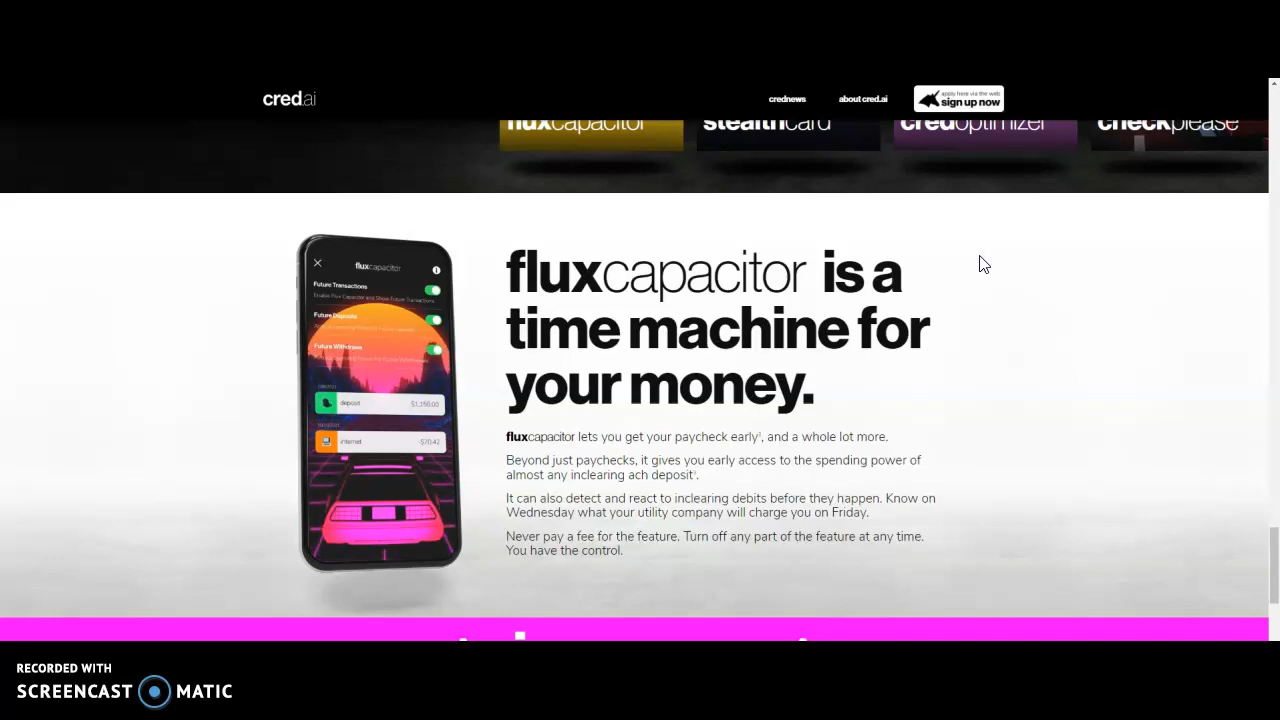 cred.ai
crednews
about cred.ai
apply here via the web
sign up now
fluxcapacitor
stealthcard
credoptimizer
checkplease
fluxcapacitor
Future Transactions
Enable Flux Capacitor and Show Future Transactions
Future Deposits
Future Withdraws
deposit
$1,150.00
internet
-$70.42
fluxcapacitor is a
time machine for
your money.
fluxcapacitor lets you get your paycheck early¹, and a whole lot more.
Beyond just paychecks, it gives you early access to the spending power of
almost any inclearing ach deposit¹.
It can also detect and react to inclearing debits before they happen. Know on
Wednesday what your utility company will charge you on Friday.
Never pay a fee for the feature. Turn off any part of the feature at any time.
You have the control.
RECORDED WITH
SCREENCAST MATIC